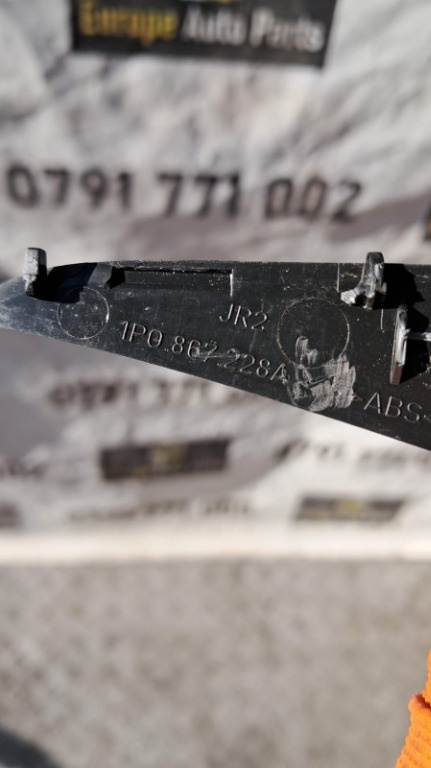 Europe Auto Parts
0791 771 002
JR2
1P0.867.228A
-ABS-